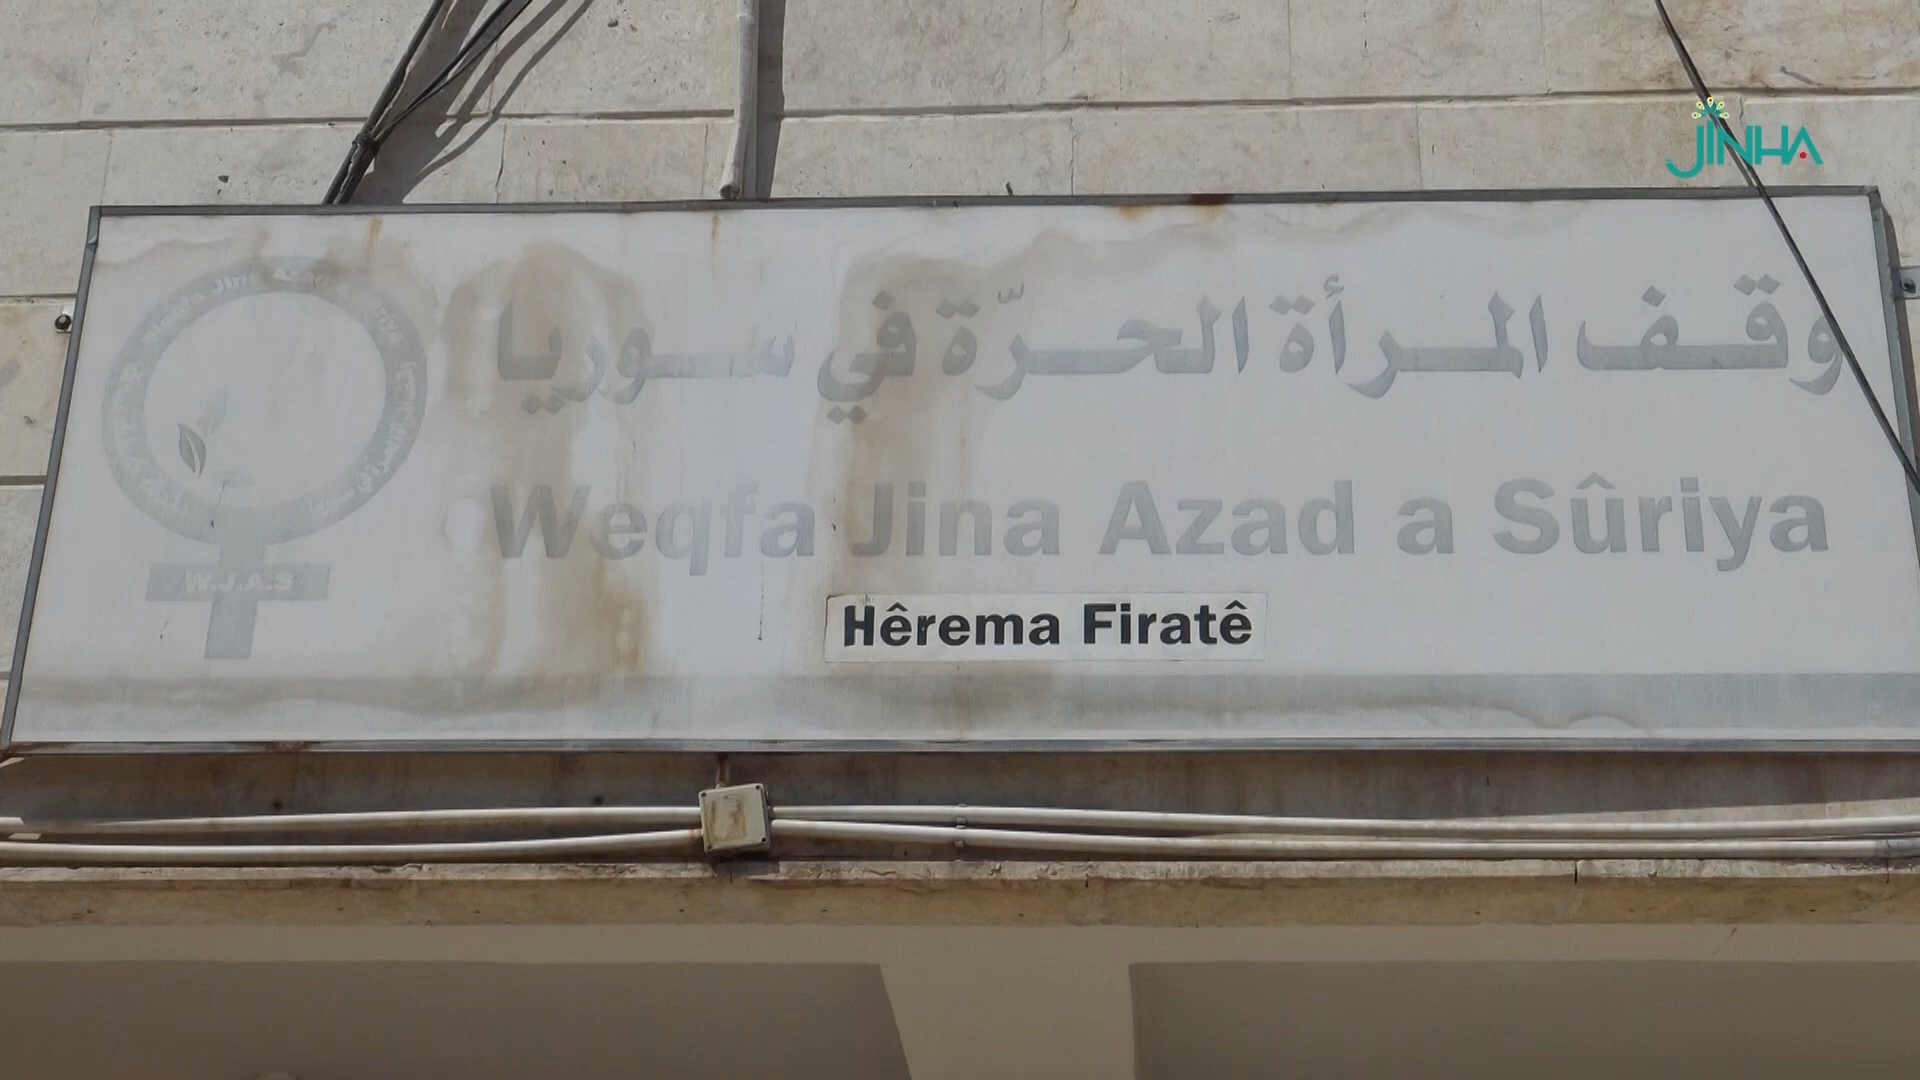 JINHA
وقف المرأة الحرّة في سوريا
Weqfa Jina Azad a Sûriya
Hêrema Firatê
W.J.A.S